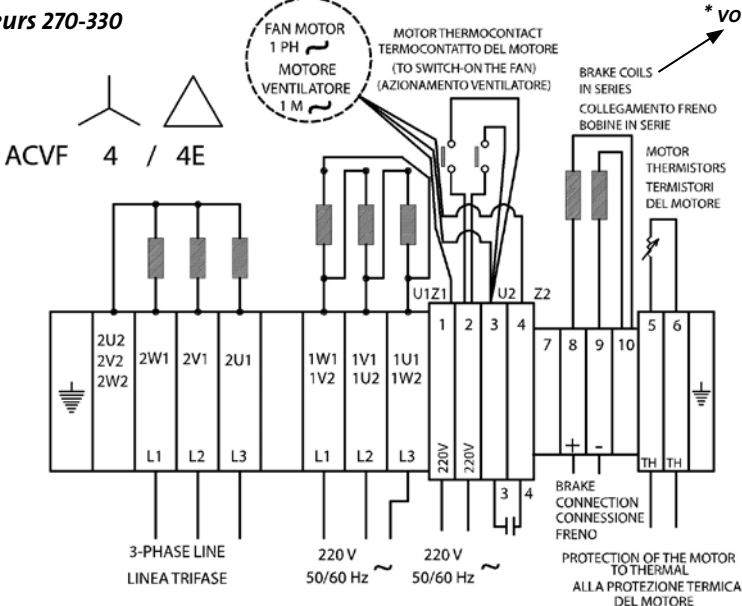 eurs 270-330
* VO
FAN MOTOR
1 PH ~
MOTORE
VENTILATORE
1 M ~
MOTOR THERMOCONTACT
TERMOCONTATTO DEL MOTORE
(TO SWITCH-ON THE FAN)
(AZIONAMENTO VENTILATORE)
BRAKE COILS
IN SERIES
COLLEGAMENTO FRENO
BOBINE IN SERIE
MOTOR
THERMISTORS
TERMISTORI
DEL MOTORE
ACVF 4 / 4E
U1Z1 U2 Z2
2U2
2V2
2W2
2W1 2V1 2U1
1W1
1V2
1V1
1U2
1U1
1W2
1 2 3 4
7 8 9 10
5 6
L1 L2 L3
L1 L2 L3
220V 220V
+ -
TH TH
3 4
3-PHASE LINE
LINEA TRIFASE
220 V
50/60 Hz ~
220 V
50/60 Hz ~
BRAKE
CONNECTION
CONNESSIONE
FRENO
PROTECTION OF THE MOTOR
TO THERMAL
ALLA PROTEZIONE TERMICA
DEL MOTORE